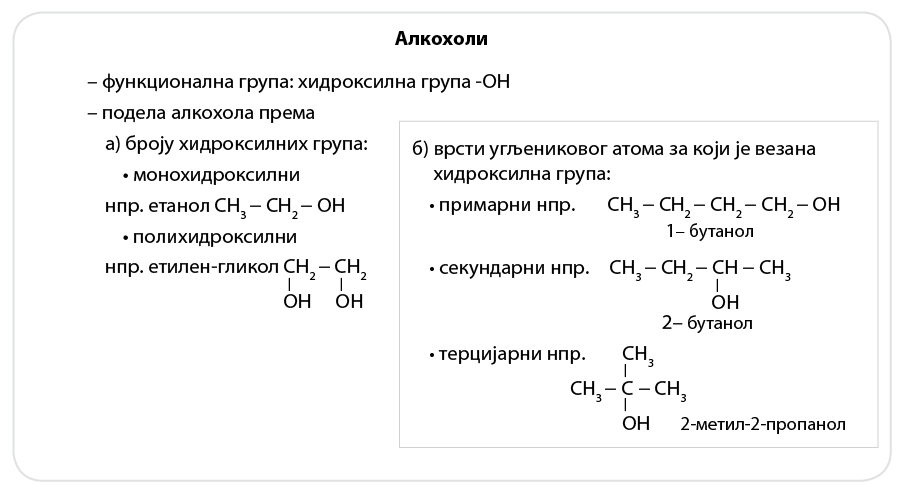 Алкохоли
– функционална група: хидроксилна група -OH
– подела алкохола према
а) броју хидроксилних група:
• монохидроксилни
нпр. етанол CH₃ – CH₂ – OH
• полихидроксилни
нпр. етилен-гликол CH₂ – CH₂
OH OH
б) врсти угљениковог атома за који је везана
хидроксилна група:
• примарни нпр. CH₃ – CH₂ – CH₂ – CH₂ – OH
1– бутанол
• секундарни нпр. CH₃ – CH₂ – CH – CH₃
OH
2– бутанол
• терцијарни нпр. CH₃
CH₃ – C – CH₃
OH 2-метил-2-пропанол